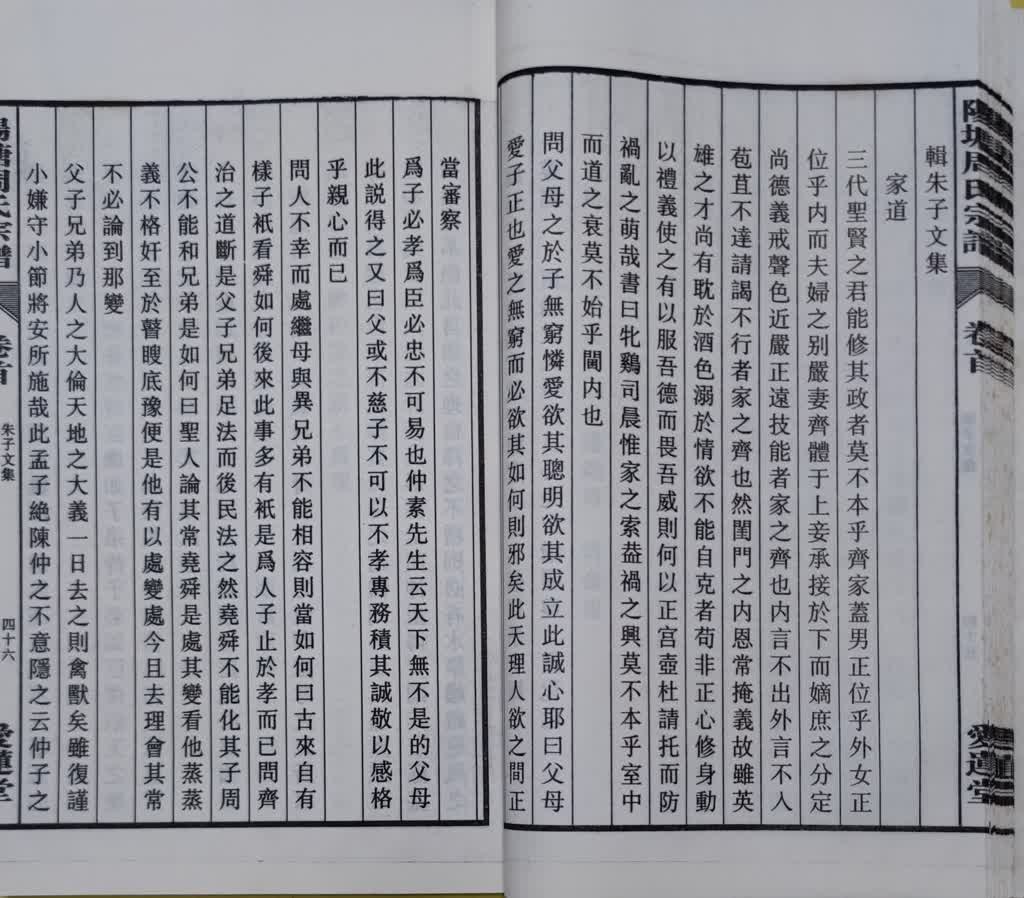 陽塘周氏宗譜
卷首
愛蓮堂
輯朱子文集
家道
三代聖賢之君能修其政者莫不本乎齊家蓋男正位乎外女正
位乎内而夫婦之别嚴妻齊體于上妾承接於下而嫡庶之分定
尚德義戒聲色近嚴正遠技能者家之齊也内言不出外言不入
苞苴不達請謁不行者家之齊也然閨門之内恩常掩義故雖英
雄之才尚有耽於酒色溺於情欲不能自克者苟非正心修身動
以禮義使之有以服吾德而畏吾威則何以正宫壼杜請托而防
禍亂之萌哉書曰牝鷄司晨惟家之索葢禍之興莫不本乎室中
而道之衰莫不始乎閫内也
問父母之於子無窮憐愛欲其聰明欲其成立此誠心耶曰父母
愛子正也愛之無窮而必欲其如何則邪矣此天理人欲之間正
當審察
爲子必孝爲臣必忠不可易也仲素先生云天下無不是的父母
此説得之又曰父或不慈子不可以不孝專務積其誠敬以感格
乎親心而已
問人不幸而處繼母與異兄弟不能相容則當如何曰古來自有
樣子衹看舜如何後來此事多有衹是爲人子止於孝而已問齊
治之道斷是父子兄弟足法而後民法之然堯舜不能化其子周
公不能和兄弟是如何曰聖人論其常堯舜是處其變看他蒸蒸
義不格奸至於瞽瞍底豫便是他有以處變處今且去理會其常
不必論到那變
父子兄弟乃人之大倫天地之大義一日去之則禽獸矣雖復謹
小嫌守小節將安所施哉此孟子絶陳仲之不意隱之云仲子之
陽塘周氏宗譜
卷首
朱子文集
四十六
愛蓮堂